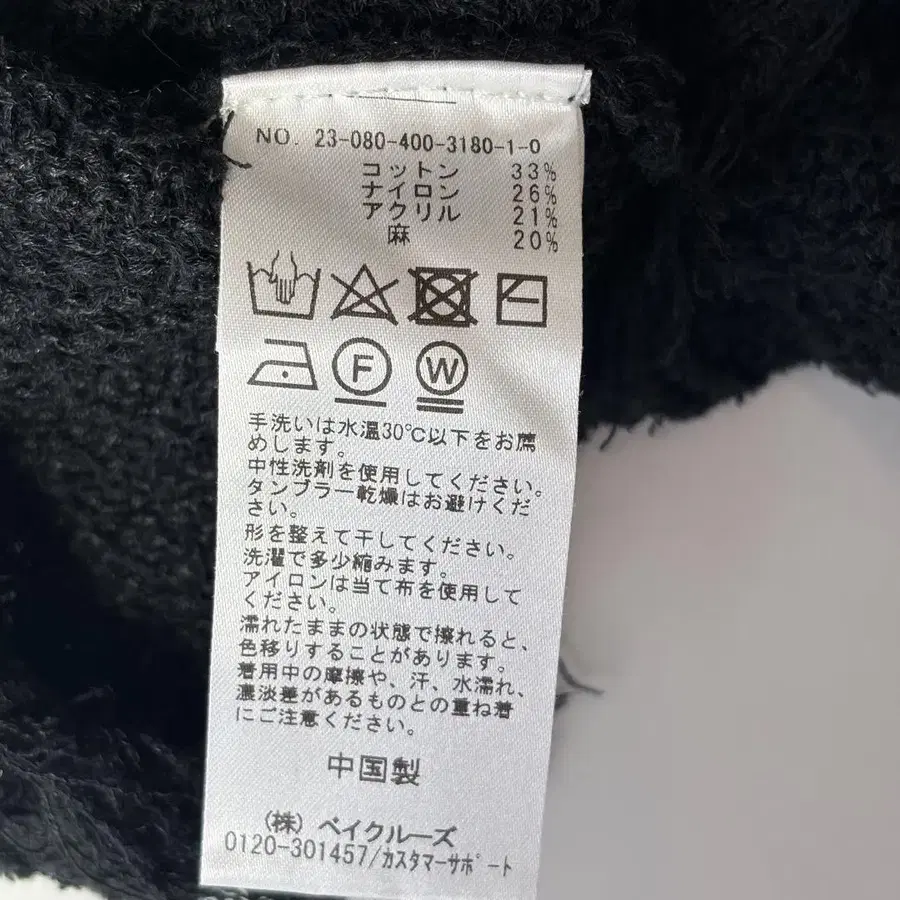 NO. 23-080-400-3180-1-0
コットン 33%
ナイロン 26%
アクリル 21%
麻 20%
F
W
手洗いは水温30℃以下をお薦
めします。
中性洗剤を使用してください。
タンブラー乾燥はお避けくだ
さい。
形を整えて干してください。
洗濯で多少縮みます。
アイロンは当て布を使用して
ください。
濡れたままの状態で擦れると、
色移りすることがあります。
着用中の摩擦や、汗、水濡れ、
濃淡差があるものとの重ね着
にご注意ください。
中国製
(株) ベイクルーズ
0120-301457/カスタマーサポート